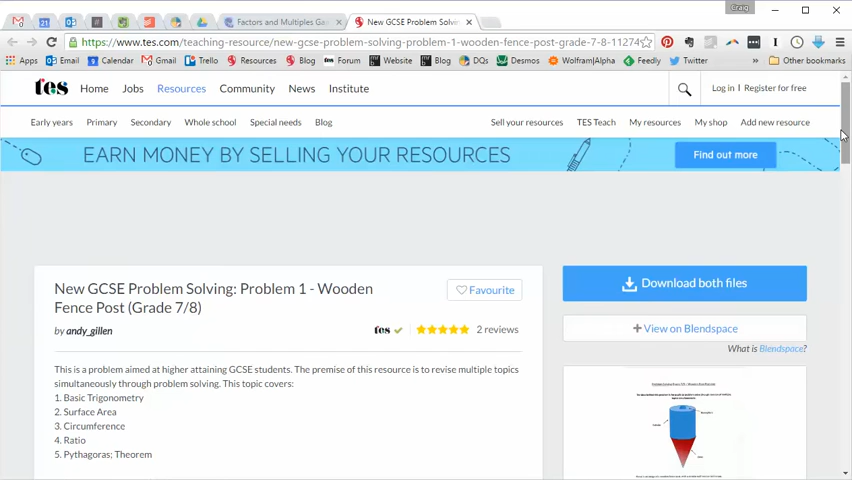 Craig
Factors and Multiples Ga
New GCSE Problem Solvin
https://www.tes.com/teaching-resource/new-gcse-problem-solving-problem-1-wooden-fence-post-grade-7-8-11274
Apps Email Calendar Gmail Trello Resources Blog Forum Website Blog Desmos DQs Wolfram|Alpha Feedly Twitter Other bookmarks
tes Home Jobs Resources Community News Institute Log in | Register for free
Early years Primary Secondary Whole school Special needs Blog Sell your resources TES Teach My resources My shop Add new resource
EARN MONEY BY SELLING YOUR RESOURCES Find out more
New GCSE Problem Solving: Problem 1 - Wooden
Fence Post (Grade 7/8)
Favourite
by andy_gillen
tes 2 reviews
This is a problem aimed at higher attaining GCSE students. The premise of this resource is to revise multiple topics
simultaneously through problem solving. This topic covers:
1. Basic Trigonometry
2. Surface Area
3. Circumference
4. Ratio
5. Pythagoras; Theorem
Download both files
+ View on Blendspace
What is Blendspace?